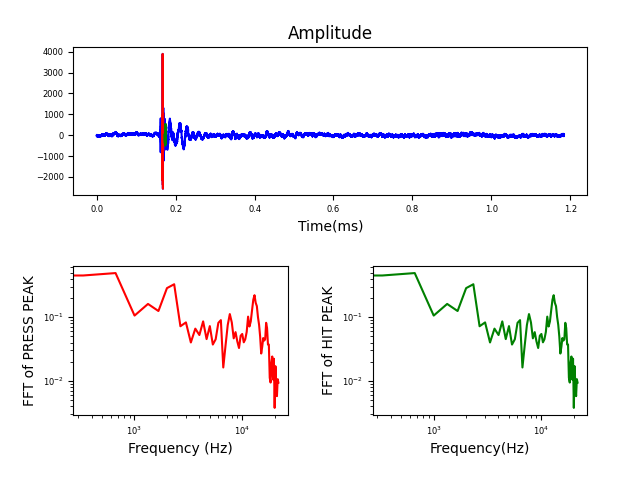 Amplitude
4000
3000
2000
1000
0
−1000
−2000
0.0 0.2 0.4 0.6 0.8 1.0 1.2
Time(ms)
FFT of PRESS PEAK
10⁻¹
10⁻²
10³ 10⁴
Frequency (Hz)
FFT of HIT PEAK
10⁻¹
10⁻²
10³ 10⁴
Frequency(Hz)